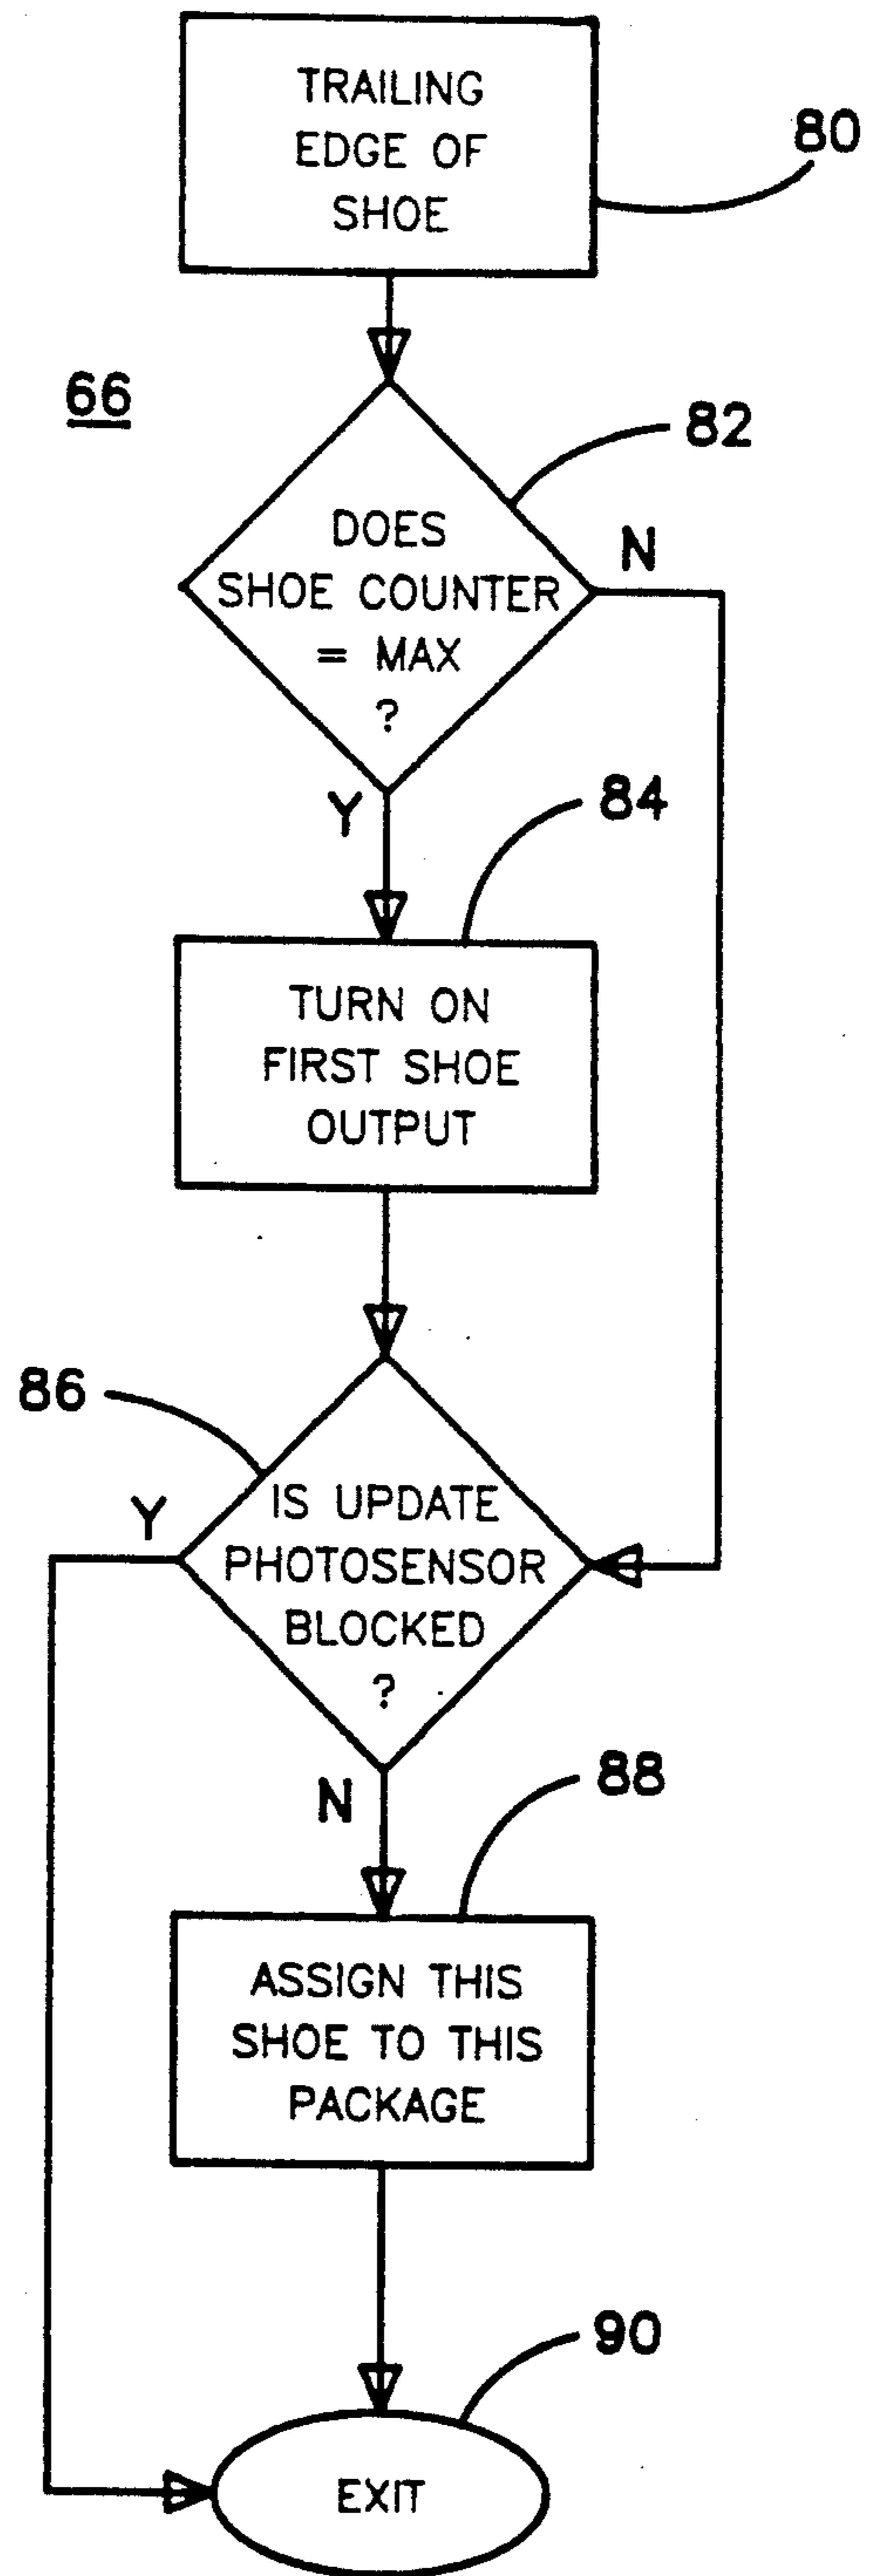 TRAILING
EDGE OF
SHOE
80
66
82
DOES
SHOE COUNTER
= MAX
?
N
Y
84
TURN ON
FIRST SHOE
OUTPUT
86
Y
IS UPDATE
PHOTOSENSOR
BLOCKED
?
N
88
ASSIGN THIS
SHOE TO THIS
PACKAGE
90
EXIT